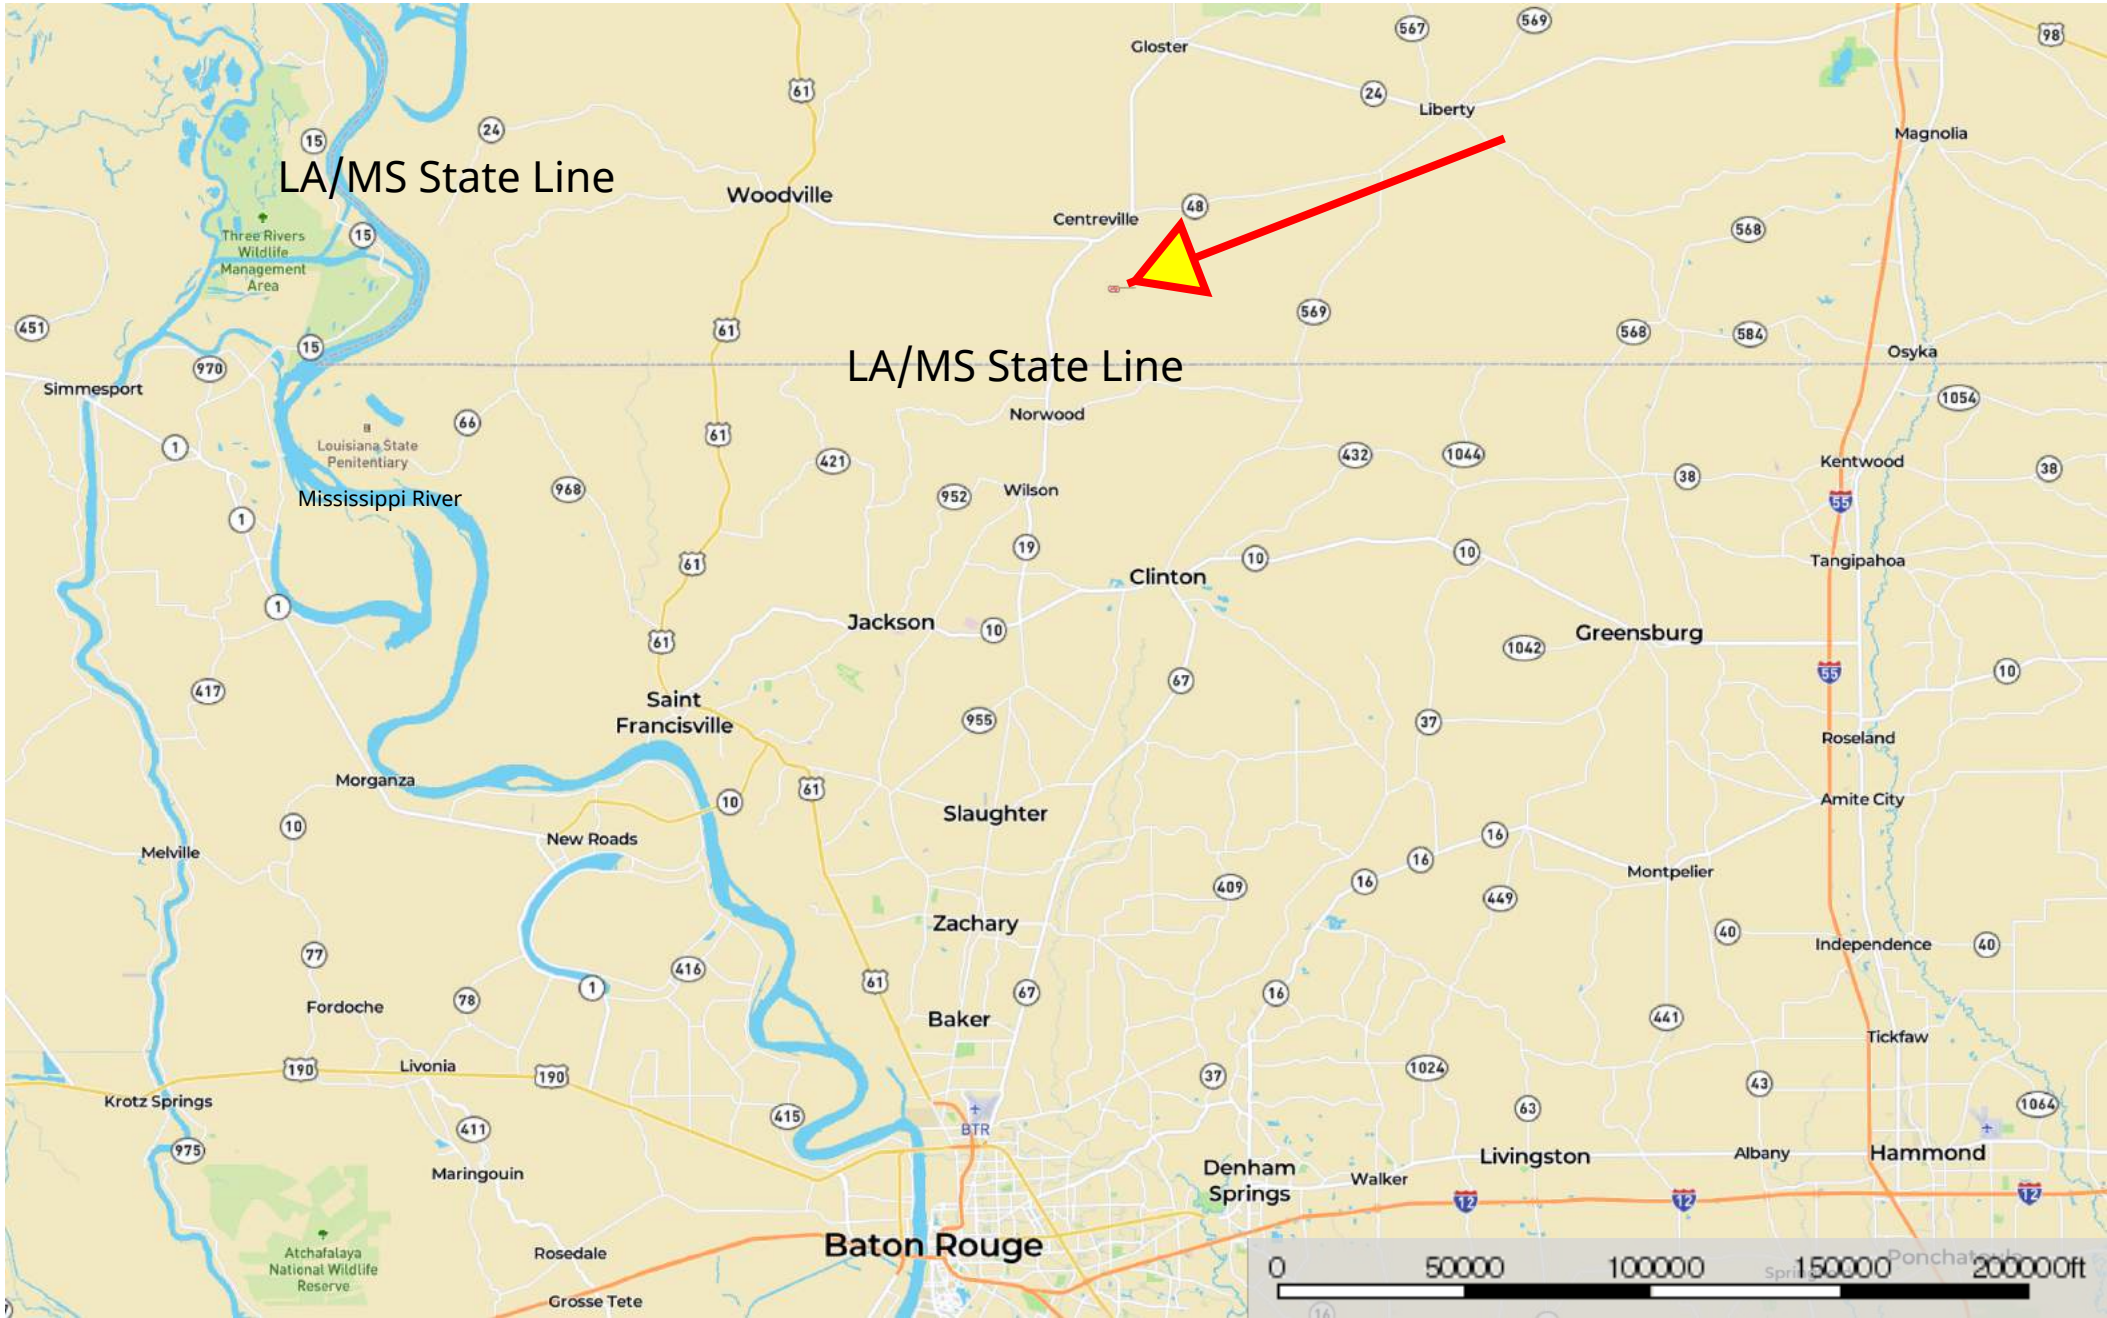 567
569
98
Gloster
61
24
Liberty
24
15
Magnolia
LA/MS State Line
Woodville
48
Centreville
Three Rivers
Wildlife
Management
Area
15
568
569
451
61
568
584
15
LA/MS State Line
Osyka
970
Simmesport
1054
66
Norwood
61
1
Louisiana State
Penitentiary
421
432
1044
Kentwood
38
38
968
952
Wilson
Mississippi River
55
1
19
10
10
61
Tangipahoa
Clinton
1
Jackson
10
Greensburg
61
1042
55
10
417
67
Saint
Francisville
955
37
Roseland
Morganza
61
10
Amite City
Slaughter
10
New Roads
16
Melville
16
Montpelier
16
409
449
Zachary
40
Independence
40
77
416
61
1
67
16
78
Fordoche
Baker
441
Tickfaw
190
Livonia
190
37
1024
43
Krotz Springs
415
BTR
63
1064
411
975
Denham
Springs
Livingston
Albany
Hammond
Maringouin
Walker
12
12
12
Atchafalaya
National Wildlife
Reserve
Rosedale
Baton Rouge
Ponchatoula
0 50000 100000 150000 200000ft
Grosse Tete
16